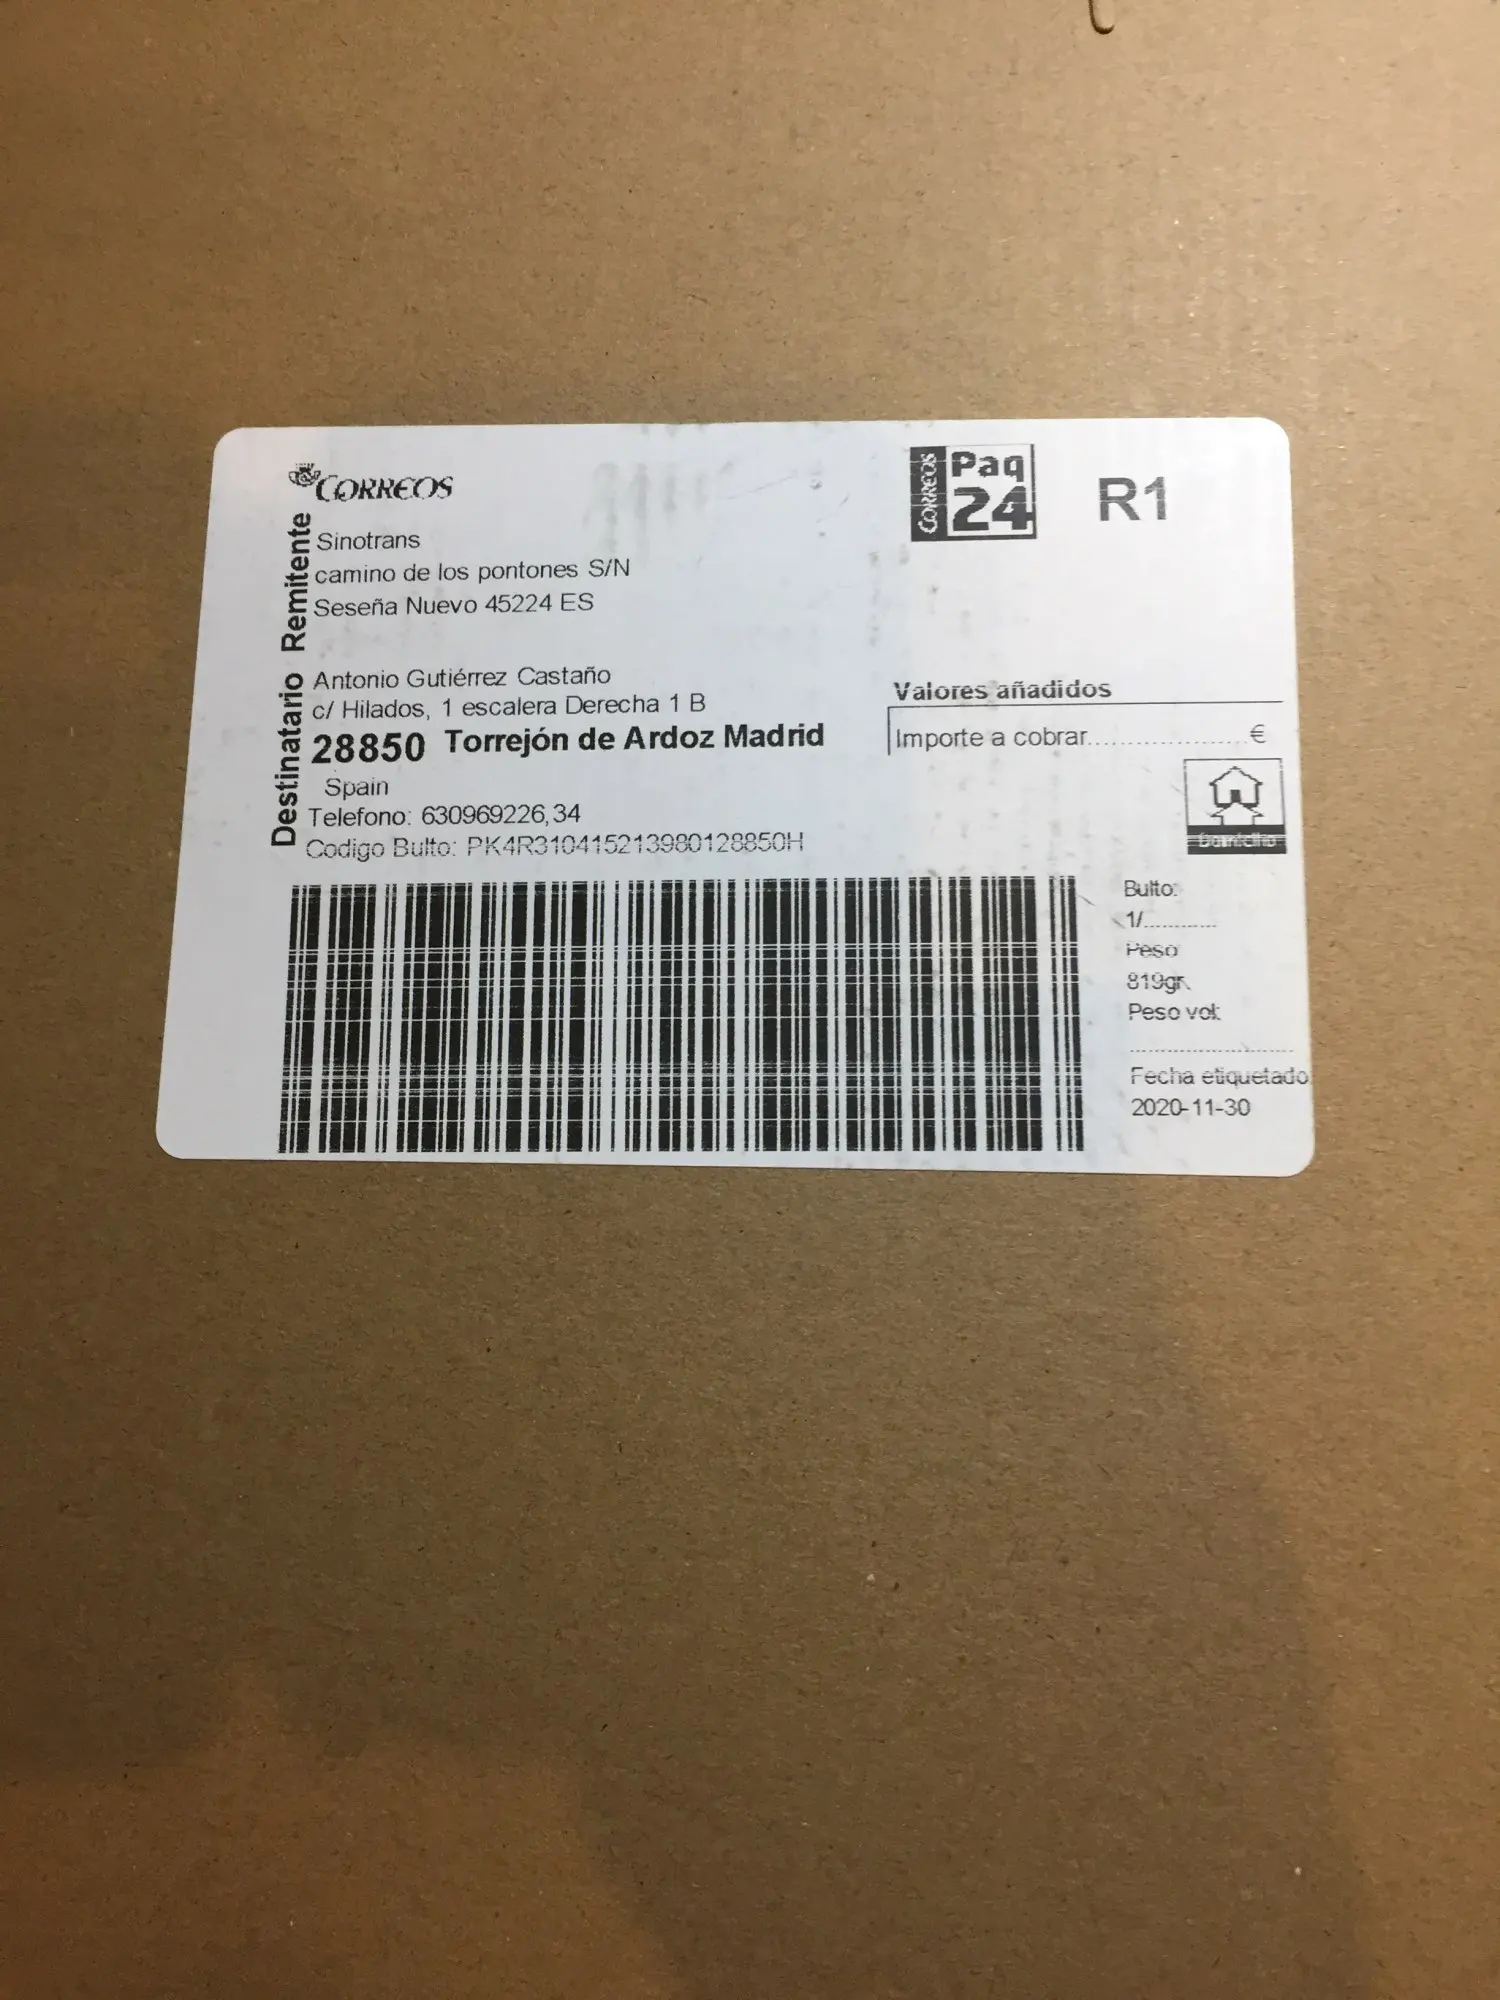 CORREOS
Remitente
Sinotrans
camino de los pontones S/N
Seseña Nuevo 45224 ES
CORREOS
Paq
24
R1
Destinatario
Antonio Gutiérrez Castaño
c/ Hilados, 1 escalera Derecha 1 B
28850 Torrejón de Ardoz Madrid
Spain
Telefono: 630969226,34
Codigo Bulto: PK4R310415213980128850H
Valores añadidos
Importe a cobrar......................€
Domicilio
Bulto:
1/............
Peso
819gr.
Peso vol:
...........................
Fecha etiquetado
2020-11-30